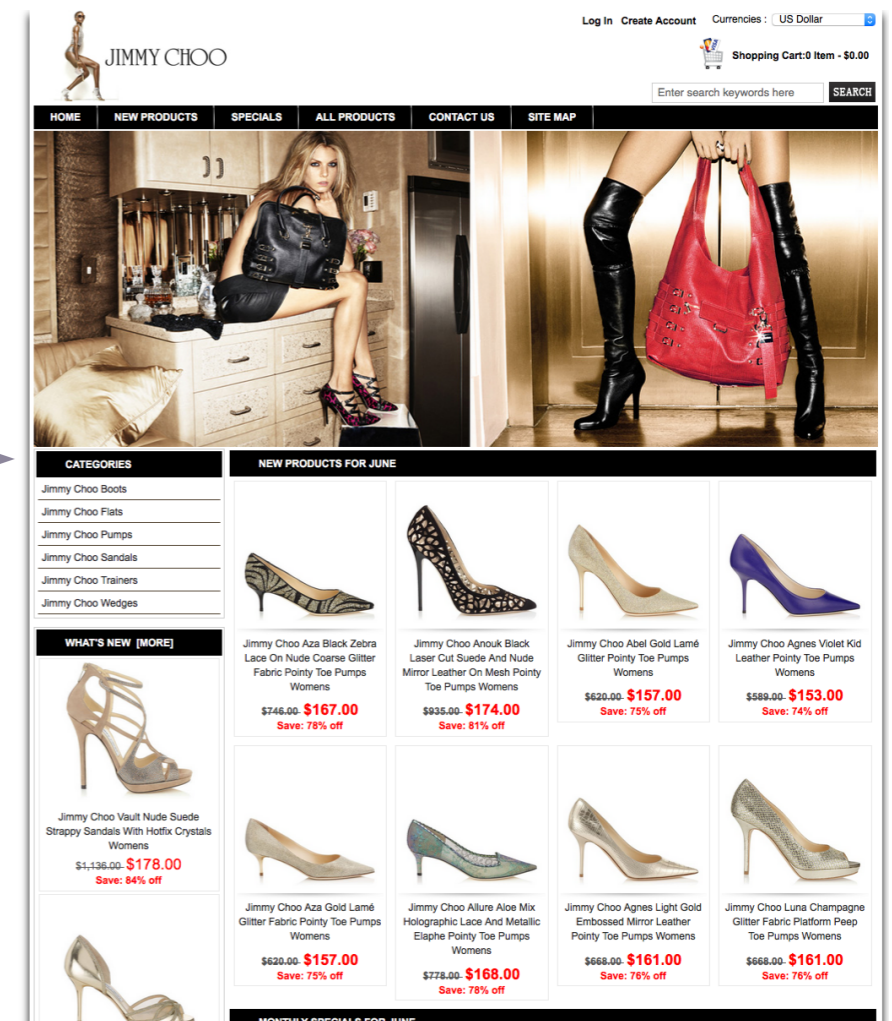 Log In Create Account Currencies : US Dollar
JIMMY CHOO
Shopping Cart:0 Item - $0.00
Enter search keywords here SEARCH
HOME NEW PRODUCTS SPECIALS ALL PRODUCTS CONTACT US SITE MAP
CATEGORIES
Jimmy Choo Boots
Jimmy Choo Flats
Jimmy Choo Pumps
Jimmy Choo Sandals
Jimmy Choo Trainers
Jimmy Choo Wedges
WHAT'S NEW [MORE]
Jimmy Choo Vault Nude Suede
Strappy Sandals With Hotfix Crystals
Womens
$1,136.00 $178.00
Save: 84% off
NEW PRODUCTS FOR JUNE
Jimmy Choo Aza Black Zebra
Lace On Nude Coarse Glitter
Fabric Pointy Toe Pumps
Womens
$746.00 $167.00
Save: 78% off
Jimmy Choo Anouk Black
Laser Cut Suede And Nude
Mirror Leather On Mesh Pointy
Toe Pumps Womens
$935.00 $174.00
Save: 81% off
Jimmy Choo Abel Gold Lamé
Glitter Pointy Toe Pumps
Womens
$620.00 $157.00
Save: 75% off
Jimmy Choo Agnes Violet Kid
Leather Pointy Toe Pumps
Womens
$589.00 $153.00
Save: 74% off
Jimmy Choo Aza Gold Lamé
Glitter Fabric Pointy Toe Pumps
Womens
$620.00 $157.00
Save: 75% off
Jimmy Choo Allure Aloe Mix
Holographic Lace And Metallic
Elaphe Pointy Toe Pumps
Womens
$778.00 $168.00
Save: 78% off
Jimmy Choo Agnes Light Gold
Embossed Mirror Leather
Pointy Toe Pumps Womens
$668.00 $161.00
Save: 76% off
Jimmy Choo Luna Champagne
Glitter Fabric Platform Peep
Toe Pumps Womens
$668.00 $161.00
Save: 76% off
MONTHLY SPECIALS FOR JUNE